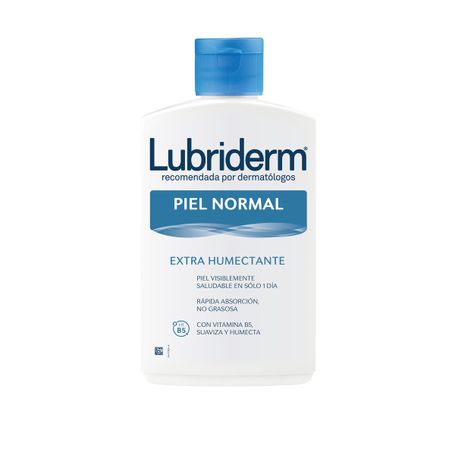 Lubriderm®
recomendada por dermatólogos
PIEL NORMAL
EXTRA HUMECTANTE
PIEL VISIBLEMENTE
SALUDABLE EN SÓLO 1 DÍA
RÁPIDA ABSORCIÓN,
NO GRASOSA
B5
CON VITAMINA B5,
SUAVIZA Y HUMECTA